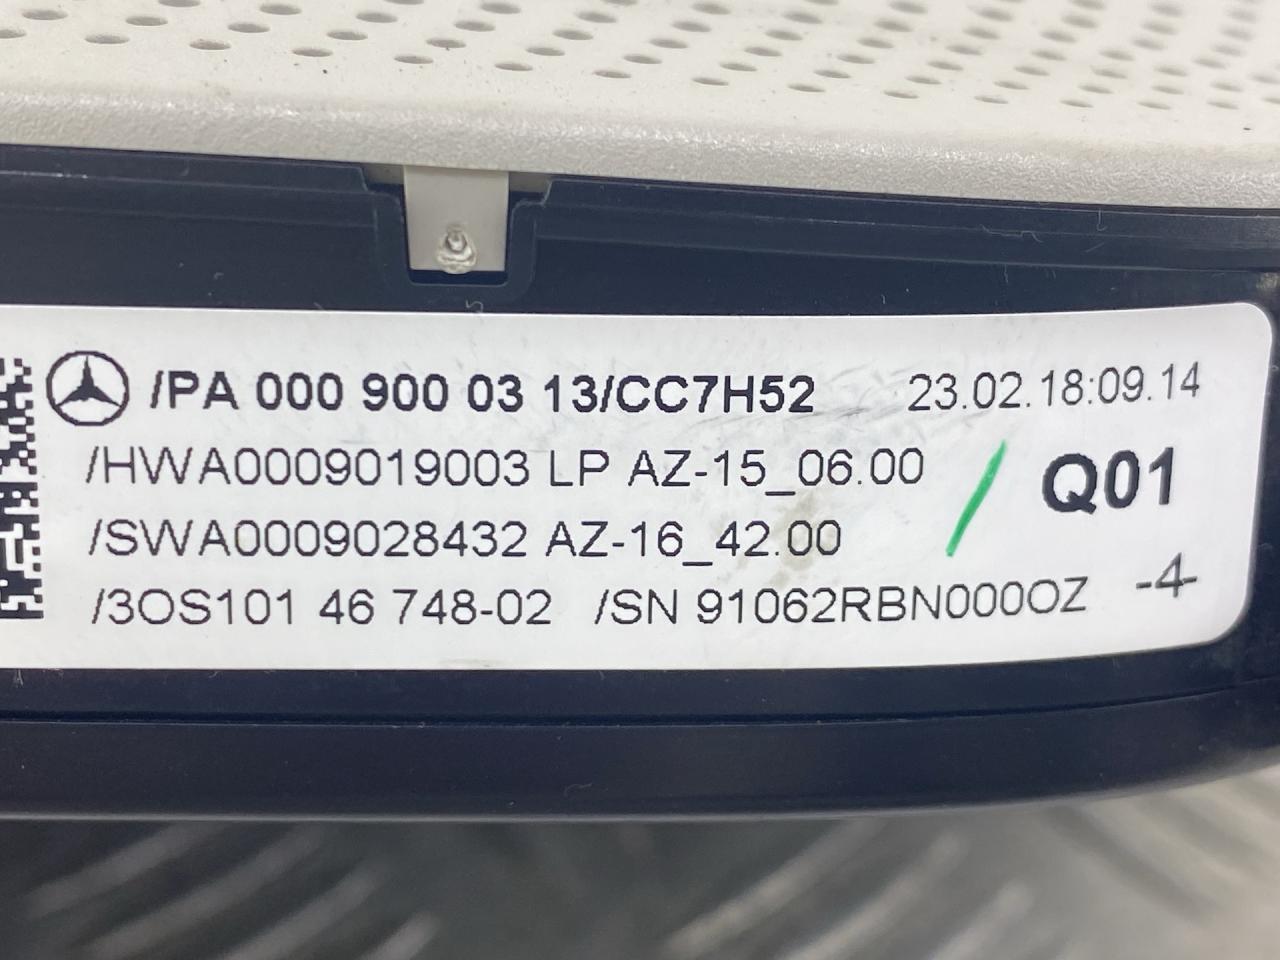 /PA 000 900 03 13/CC7H52 23.02.18:09.14
/HWA0009019003 LP AZ-15_06.00
Q01
/SWA0009028432 AZ-16_42.00
/3OS101 46 748-02 /SN 91062RBN000OZ -4-